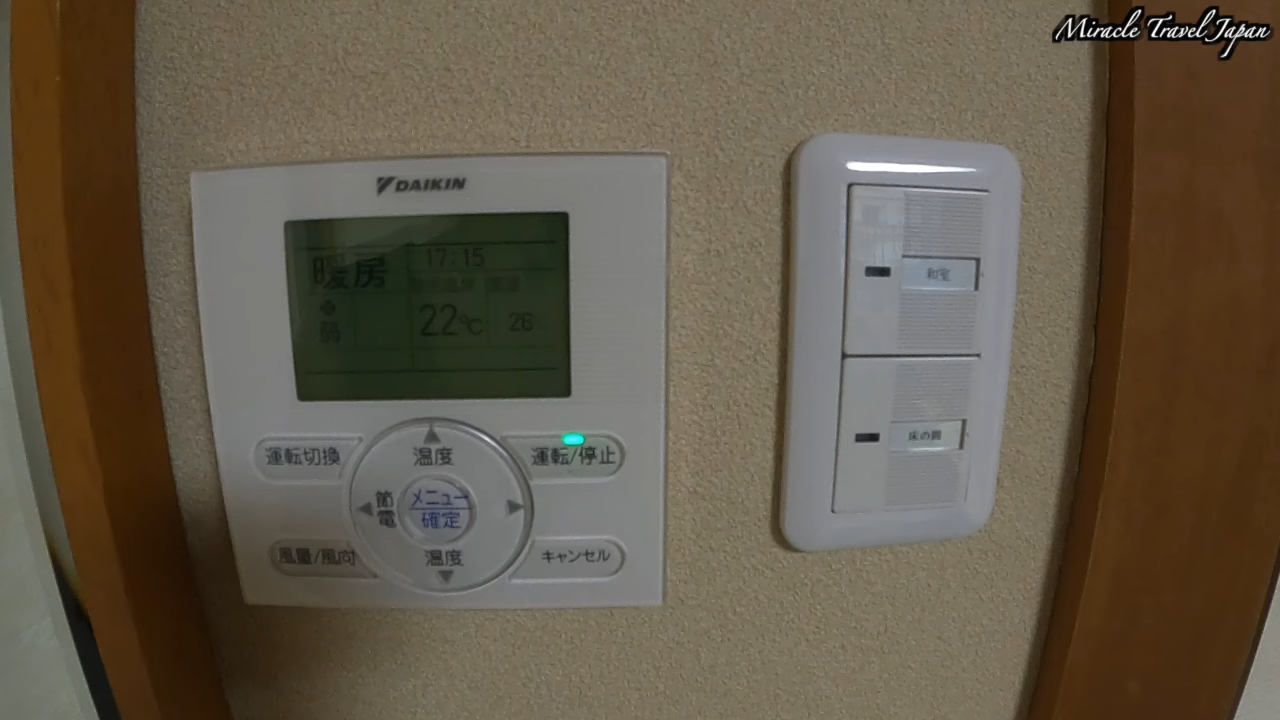 Miracle Travel Japan
DAIKIN
暖房
17:15
22℃
26
弱
運転切換
温度
運転/停止
節電
メニュー
確定
風量/風向
温度
キャンセル
和室
床の間